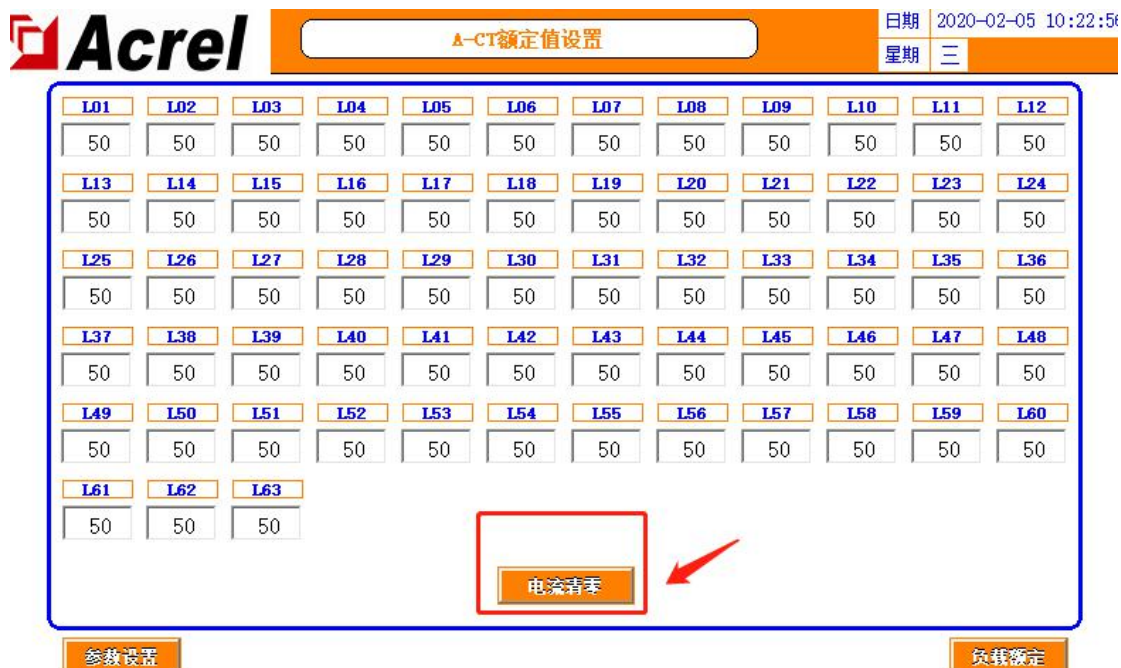 Acrel
A-CT额定值设置
日期 2020-02-05 10:22:56
星期 三
L01 L02 L03 L04 L05 L06 L07 L08 L09 L10 L11 L12
50 50 50 50 50 50 50 50 50 50 50 50
L13 L14 L15 L16 L17 L18 L19 L20 L21 L22 L23 L24
50 50 50 50 50 50 50 50 50 50 50 50
L25 L26 L27 L28 L29 L30 L31 L32 L33 L34 L35 L36
50 50 50 50 50 50 50 50 50 50 50 50
L37 L38 L39 L40 L41 L42 L43 L44 L45 L46 L47 L48
50 50 50 50 50 50 50 50 50 50 50 50
L49 L50 L51 L52 L53 L54 L55 L56 L57 L58 L59 L60
50 50 50 50 50 50 50 50 50 50 50 50
L61 L62 L63
50 50 50
电流清零
参数设置 负载额定